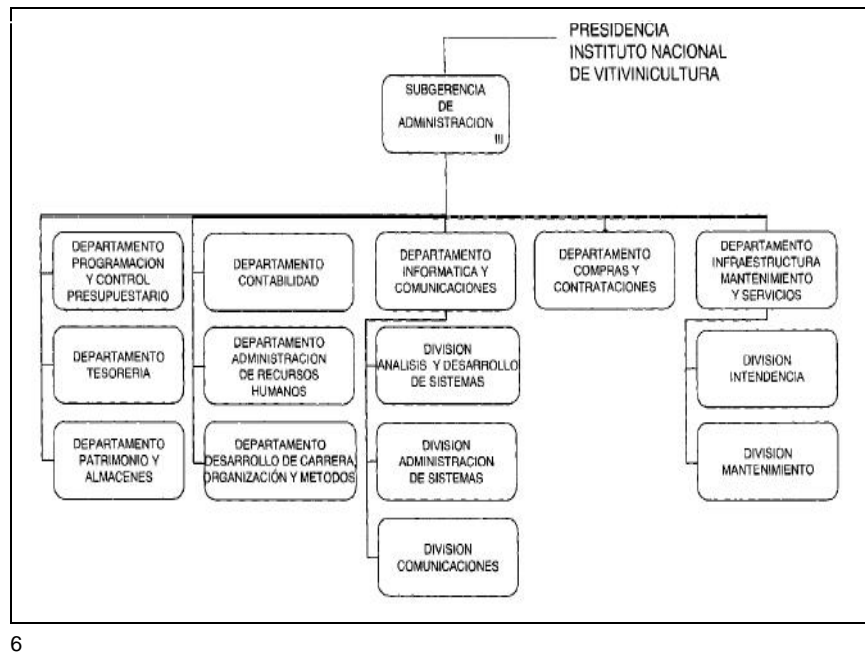 PRESIDENCIA
INSTITUTO NACIONAL
DE VITIVINICULTURA
SUBGERENCIA
DE
ADMINISTRACION
III
DEPARTAMENTO
PROGRAMACION
Y CONTROL
PRESUPUESTARIO
DEPARTAMENTO
CONTABILIDAD
DEPARTAMENTO
INFORMATICA Y
COMUNICACIONES
DEPARTAMENTO
COMPRAS Y
CONTRATACIONES
DEPARTAMENTO
INFRAESTRUCTURA
MANTENIMIENTO
Y SERVICIOS
DEPARTAMENTO
TESORERIA
DEPARTAMENTO
ADMINISTRACION
DE RECURSOS
HUMANOS
DIVISION
ANALISIS Y DESARROLLO
DE SISTEMAS
DIVISION
INTENDENCIA
DEPARTAMENTO
PATRIMONIO Y
ALMACENES
DEPARTAMENTO
DESARROLLO DE CARRERA,
ORGANIZACIÓN Y METODOS
DIVISION
ADMINISTRACION
DE SISTEMAS
DIVISION
MANTENIMIENTO
DIVISION
COMUNICACIONES
6